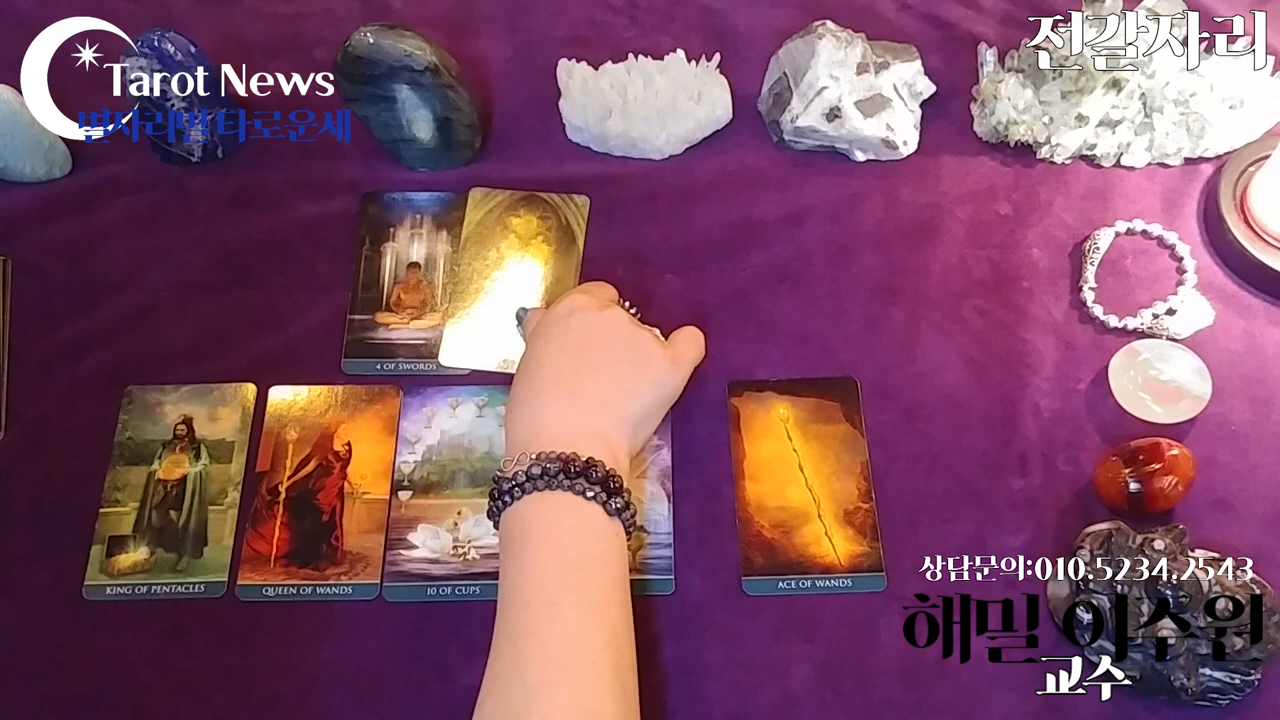 Tarot News
별자리별 타로운세
전갈자리
4 OF SWORDS
KING OF PENTACLES
QUEEN OF WANDS
10 OF CUPS
ACE OF WANDS
상담문의:010.5234.2543
해밀 이수원
교수